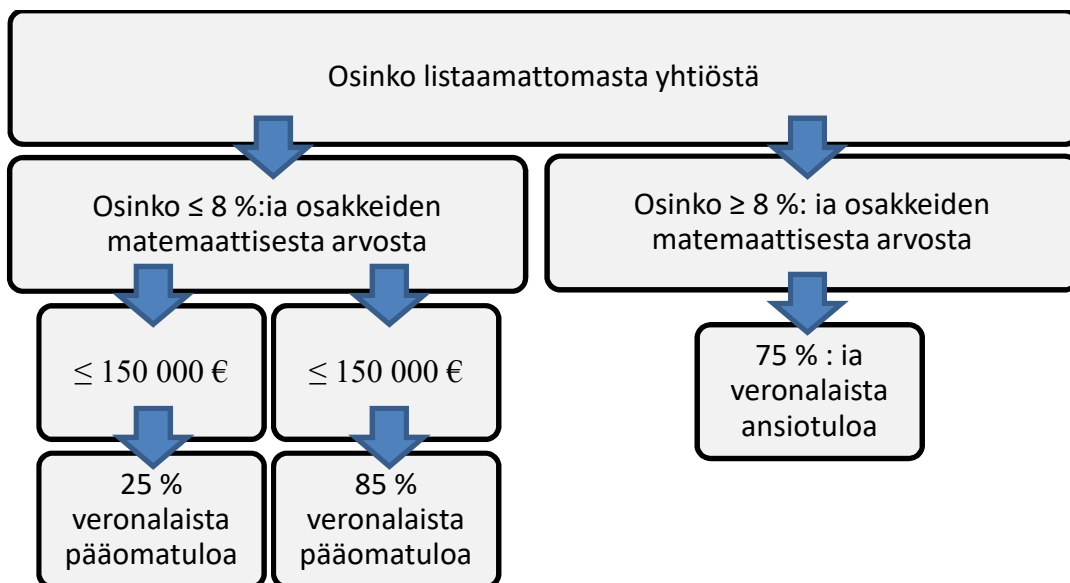 Osinko listaamattomasta yhtiöstä
Osinko ≤ 8 %:ia osakkeiden
matemaattisesta arvosta
Osinko ≥ 8 %: ia osakkeiden
matemaattisesta arvosta
≤ 150 000 €
≤ 150 000 €
75 % : ia
veronalaista
ansiotuloa
25 %
veronalaista
pääomatuloa
85 %
veronalaista
pääomatuloa